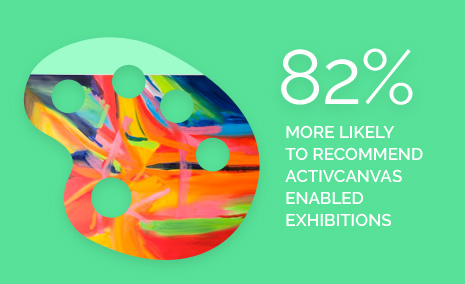 82%
MORE LIKELY
TO RECOMMEND
ACTIVCANVAS
ENABLED
EXHIBITIONS